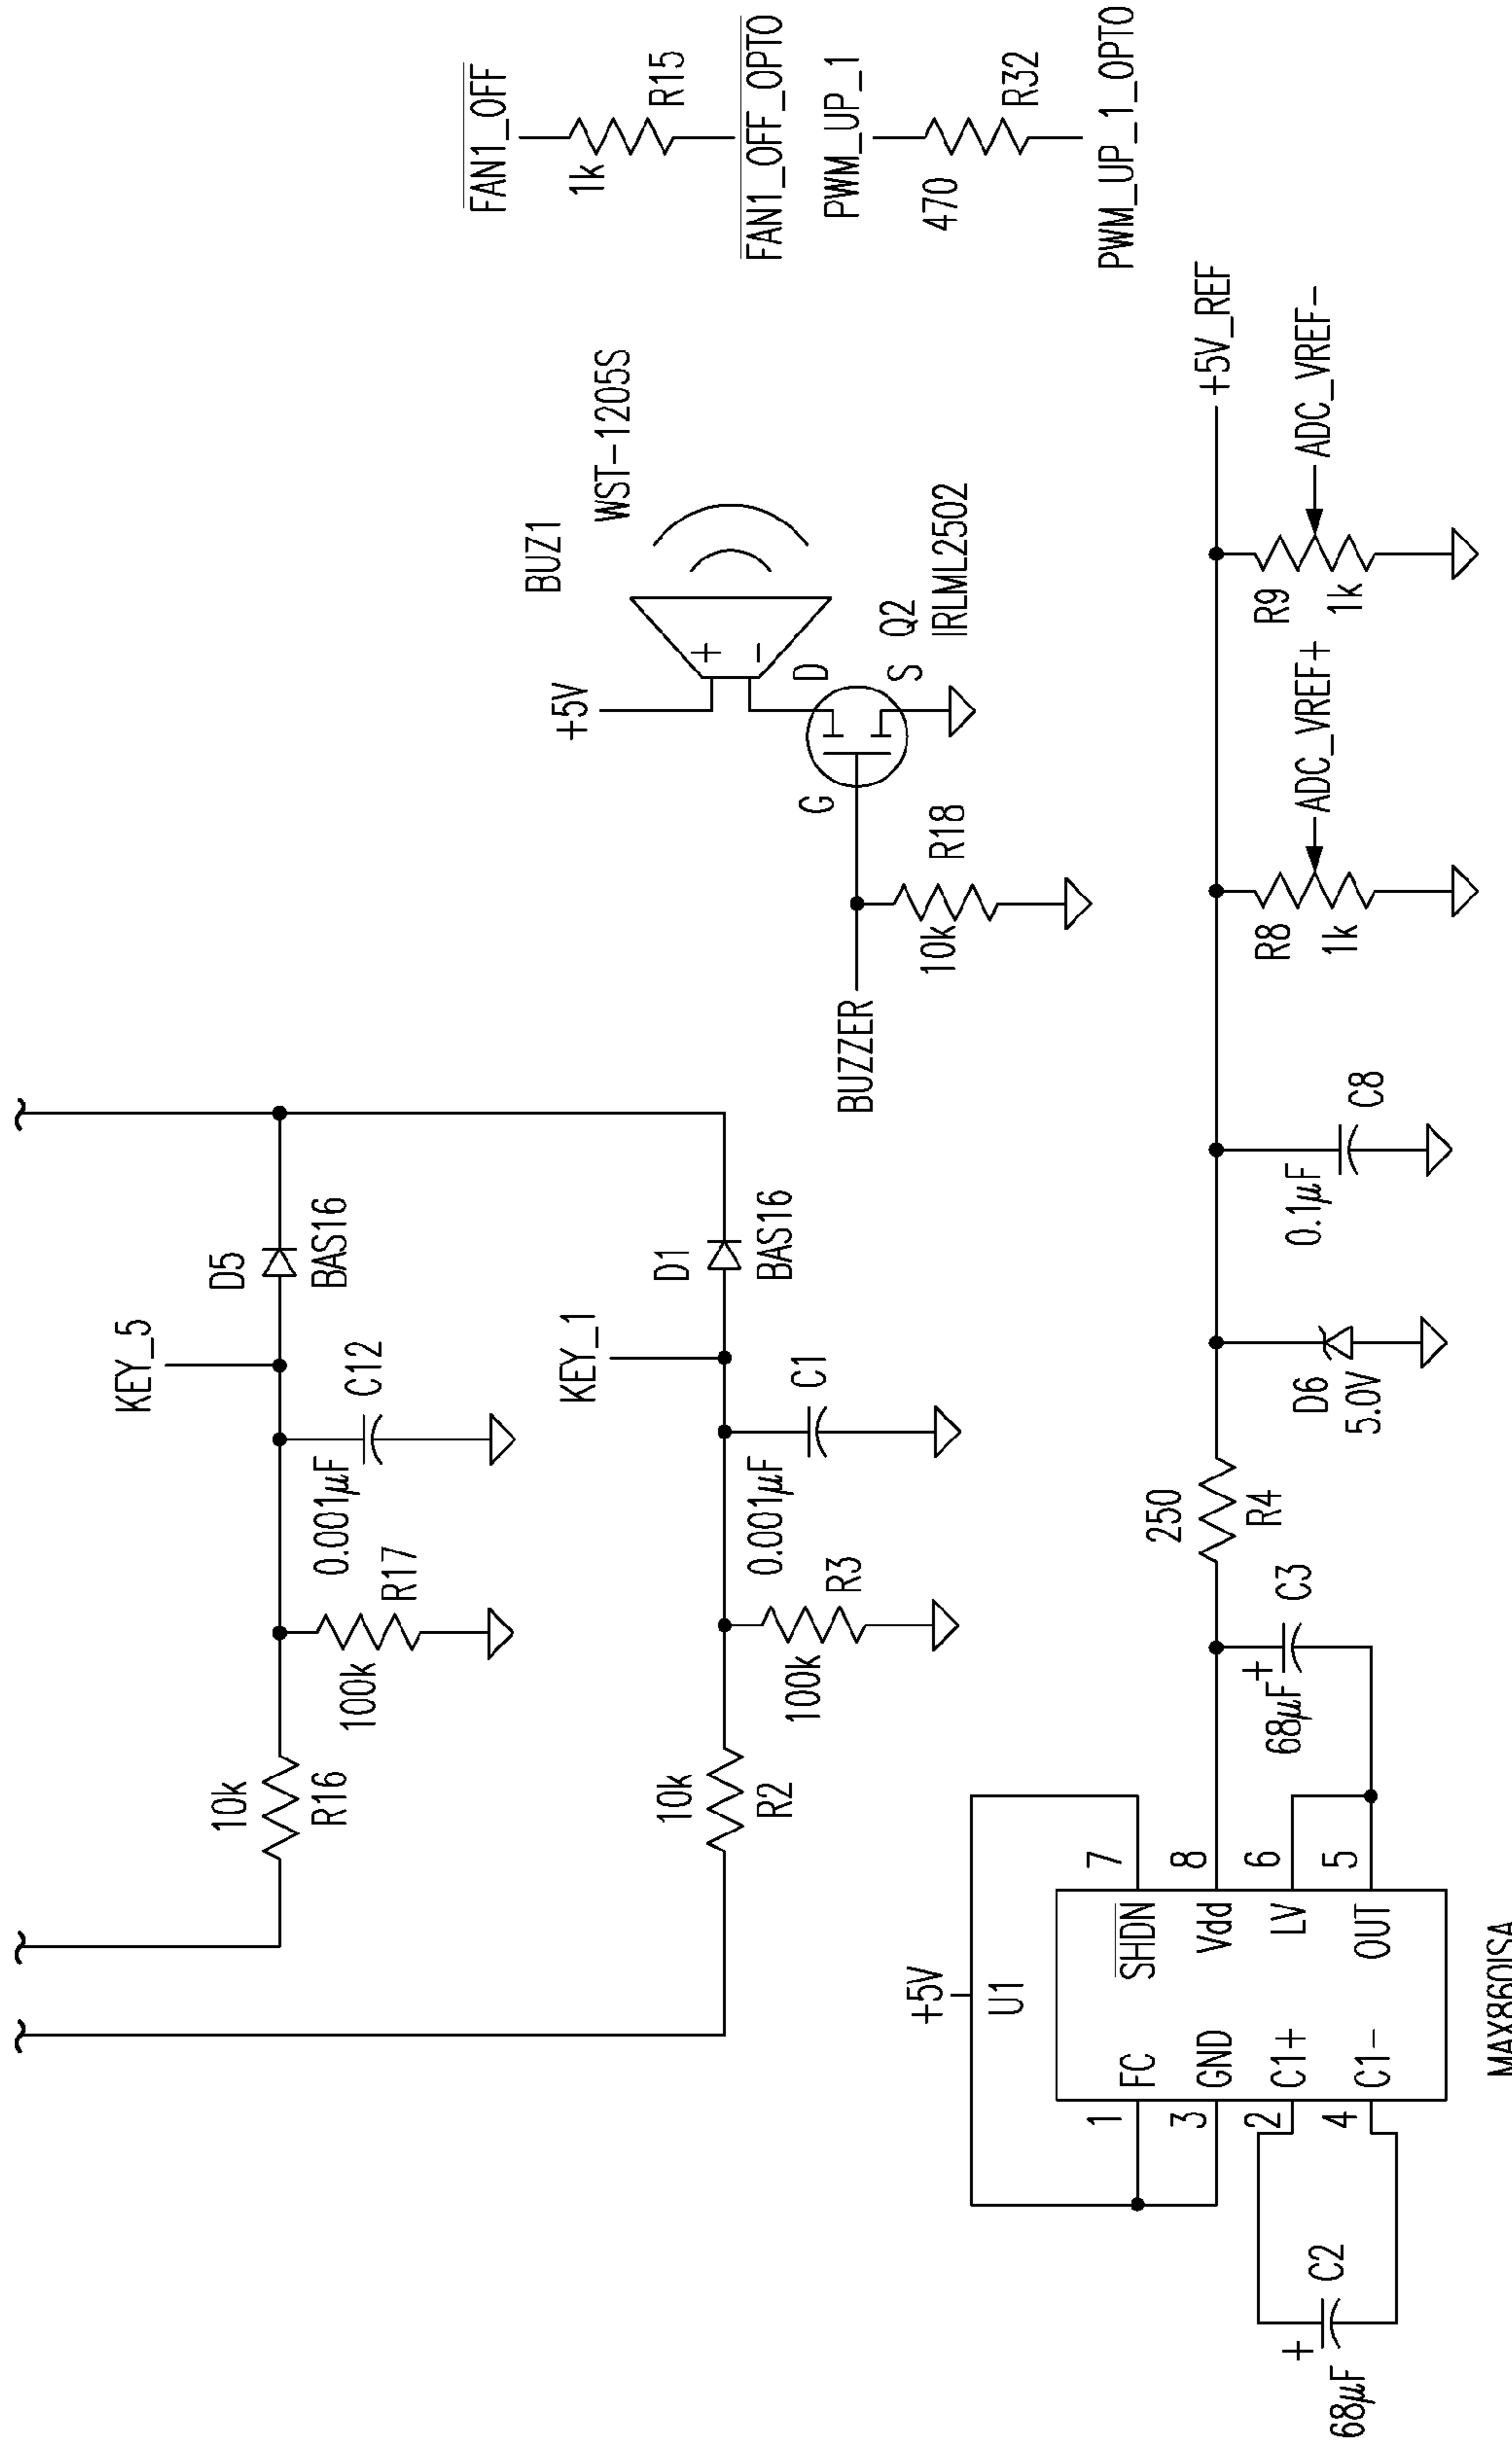 KEY_5
D5
BAS16
10k
R16
100k
R17
0.001µF
C12
KEY_1
D1
BAS16
10k
R2
100k
R3
0.001µF
C1
+5V
BUZ1
WST-1205S
+
-
D
G
S
Q2
IRLML2502
BUZZER
10k
R18
FAN1_OFF
1k
R15
FAN1_OFF_OPTO
PWM_UP_1
470
R32
PWM_UP_1_OPTO
+5V
U1
1
FC
SHDN
7
3
GND
Vdd
8
2
C1+
LV
6
4
C1-
OUT
5
MAX860ISA
+
C2
68µF
+
68µF
C3
250
R4
D6
5.0V
0.1µF
C8
+5V_REF
R8
1k
ADC_VREF+
R9
1k
ADC_VREF-